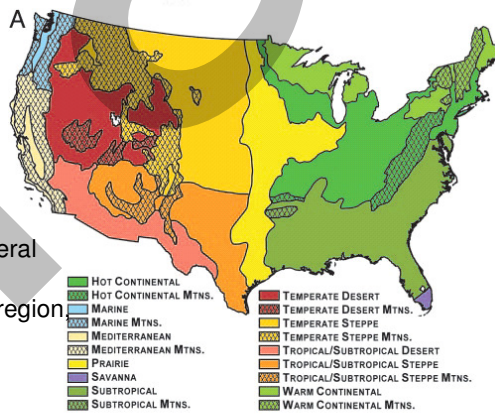 A
eral
region,
HOT CONTINENTAL
HOT CONTINENTAL MTNS.
MARINE
MARINE MTNS.
MEDITERRANEAN
MEDITERRANEAN MTNS.
PRAIRIE
SAVANNA
SUBTROPICAL
SUBTROPICAL MTNS.
TEMPERATE DESERT
TEMPERATE DESERT MTNS.
TEMPERATE STEPPE
TEMPERATE STEPPE MTNS.
TROPICAL/SUBTROPICAL DESERT
TROPICAL/SUBTROPICAL STEPPE
TROPICAL/SUBTROPICAL STEPPE MTNS.
WARM CONTINENTAL
WARM CONTINENTAL MTNS.